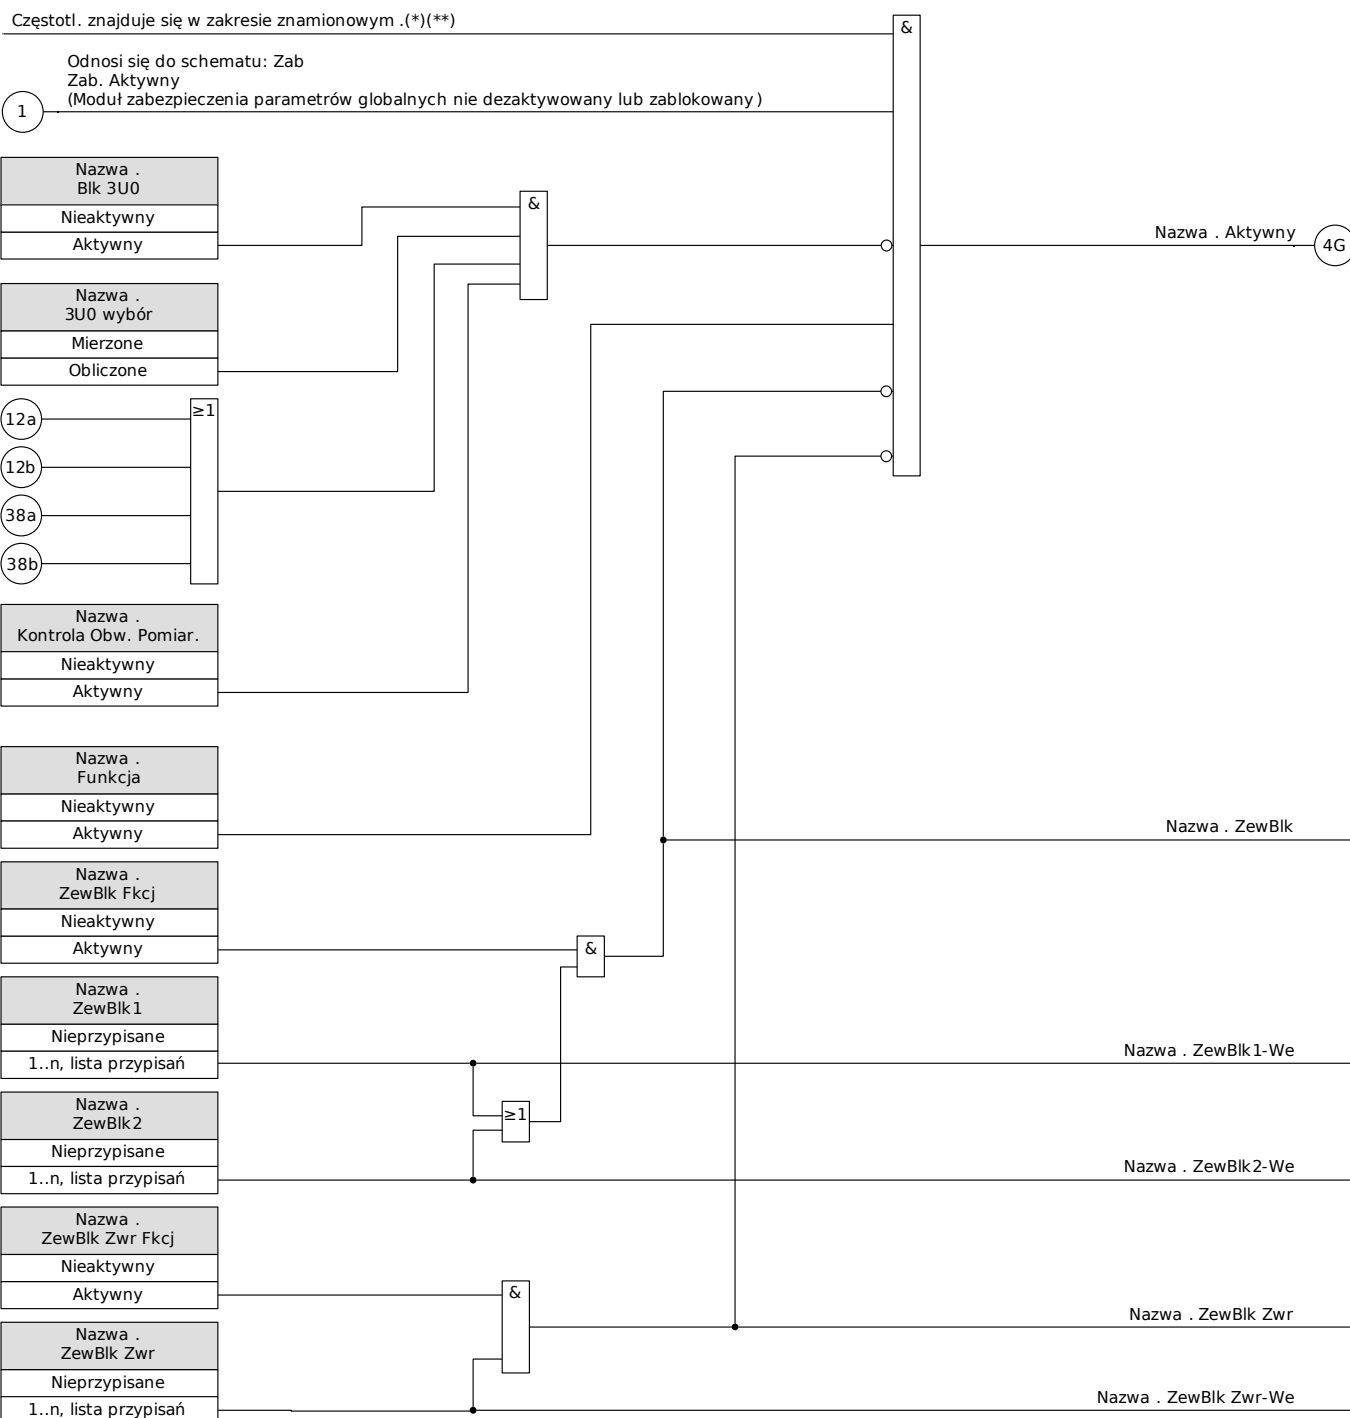 Częstotl. znajduje się w zakresie znamionowym .(*)(**)
&
Odnosi się do schematu: Zab
Zab. Aktywny
(Moduł zabezpieczenia parametrów globalnych nie dezaktywowany lub zablokowany)
1
Nazwa .
Blk 3U0
Nieaktywny
Aktywny
&
Nazwa . Aktywny
4G
Nazwa .
3U0 wybór
Mierzone
Obliczone
12a
≥1
12b
38a
38b
Nazwa .
Kontrola Obw. Pomiar.
Nieaktywny
Aktywny
Nazwa .
Funkcja
Nieaktywny
Aktywny
Nazwa . ZewBlk
Nazwa .
ZewBlk Fkcj
Nieaktywny
Aktywny
&
Nazwa .
ZewBlk1
Nieprzypisane
1..n, lista przypisań
Nazwa . ZewBlk1-We
Nazwa .
ZewBlk2
Nieprzypisane
1..n, lista przypisań
≥1
Nazwa . ZewBlk2-We
Nazwa .
ZewBlk Zwr Fkcj
Nieaktywny
Aktywny
&
Nazwa . ZewBlk Zwr
Nazwa .
ZewBlk Zwr
Nieprzypisane
1..n, lista przypisań
Nazwa . ZewBlk Zwr-We